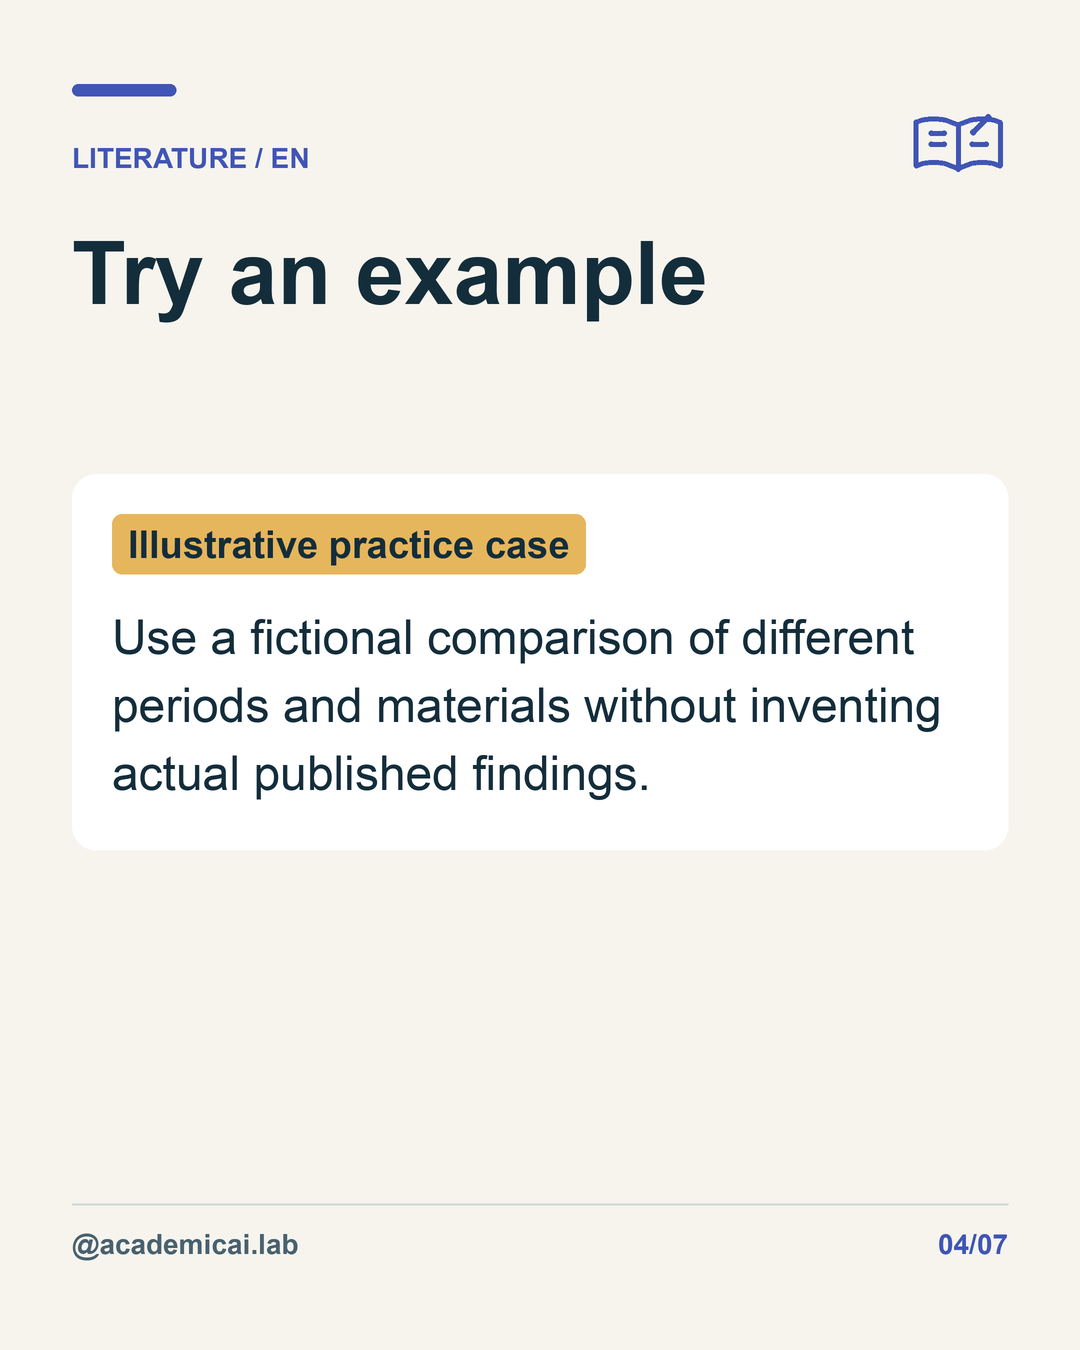 LITERATURE / EN
Try an example
Illustrative practice case
Use a fictional comparison of different
periods and materials without inventing
actual published findings.
@academicai.lab
04/07